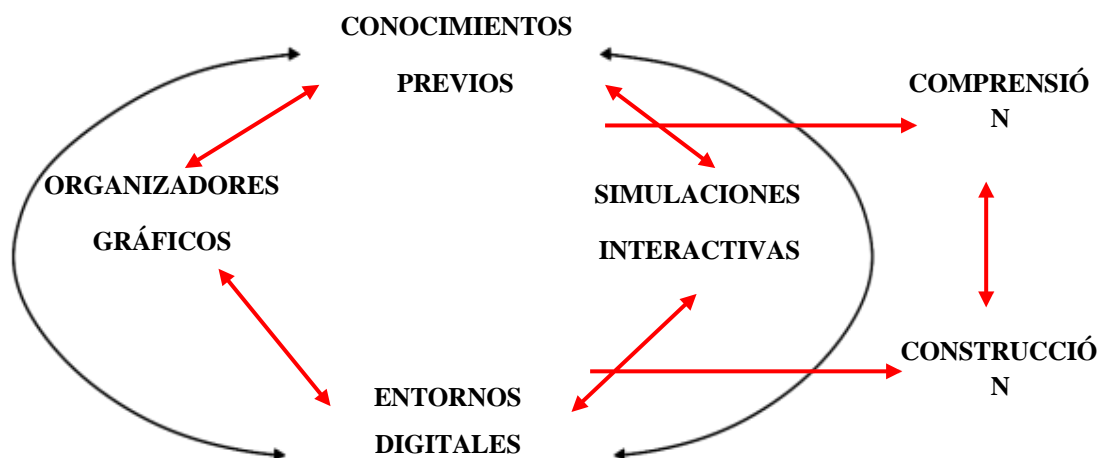 CONOCIMIENTOS
PREVIOS
COMPRENSIÓ
N
ORGANIZADORES
GRÁFICOS
SIMULACIONES
INTERACTIVAS
CONSTRUCCIÓ
N
ENTORNOS
DIGITALES